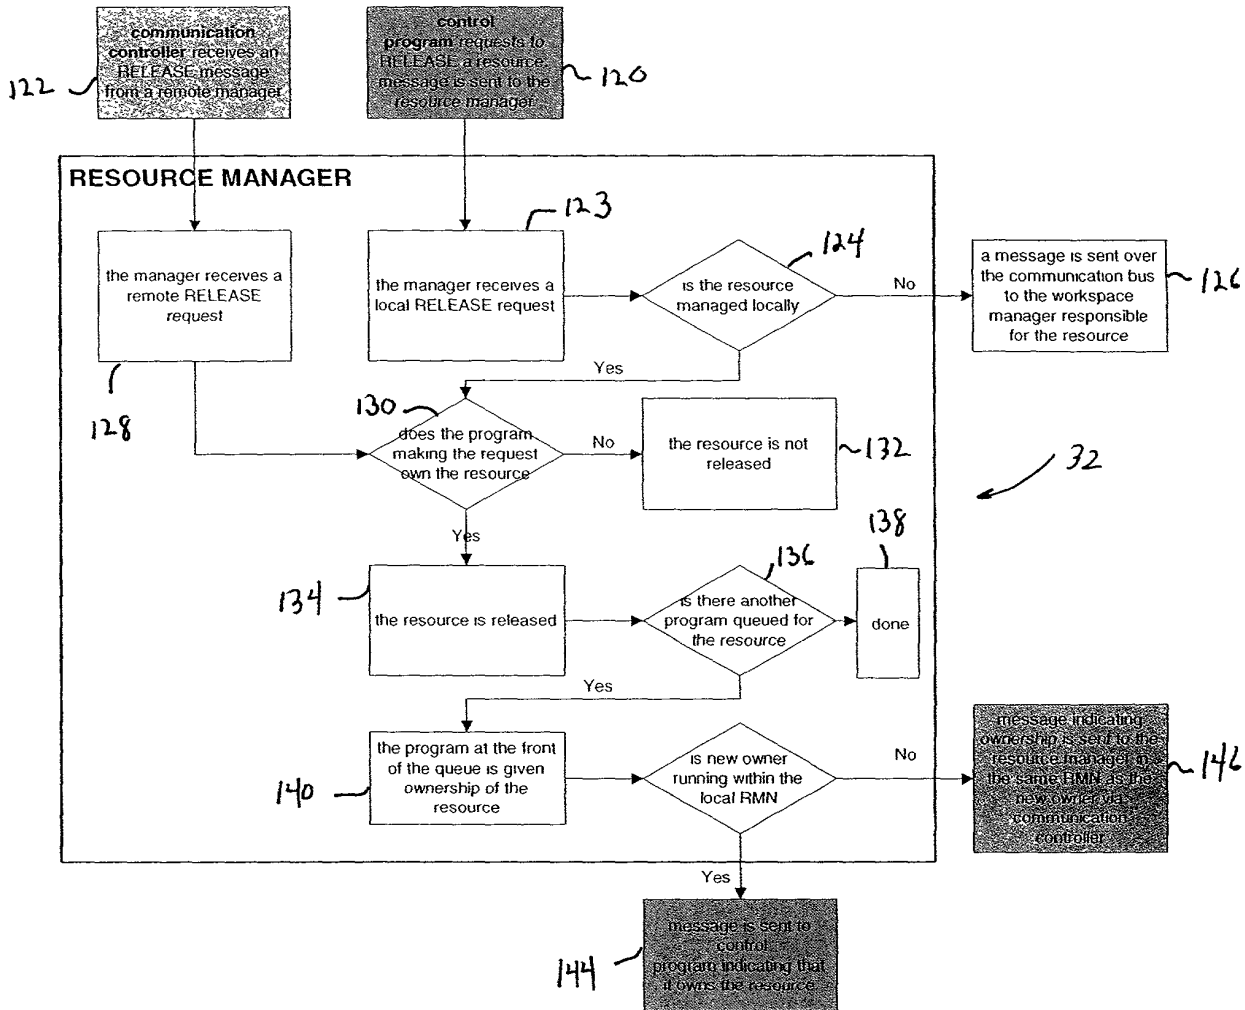 communication
controller receives an
RELEASE message
from a remote manager
122
control
program requests to
RELEASE a resource,
message is sent to the
resource manager
120
RESOURCE MANAGER
the manager receives a
remote RELEASE
request
128
123
the manager receives a
local RELEASE request
124
is the resource
managed locally
No
a message is sent over
the communication bus
to the workspace
manager responsible
for the resource
126
Yes
130
does the program
making the request
own the resource
No
the resource is not
released
132
32
Yes
134
the resource is released
136
is there another
program queued for
the resource
138
done
Yes
the program at the front
of the queue is given
ownership of the
resource
140
is new owner
running within the
local RMN
No
message indicating
ownership is sent to the
resource manager in
the same RMN as the
new owner via
communication
controller
146
Yes
message is sent to
control
program indicating that
it owns the resource
144